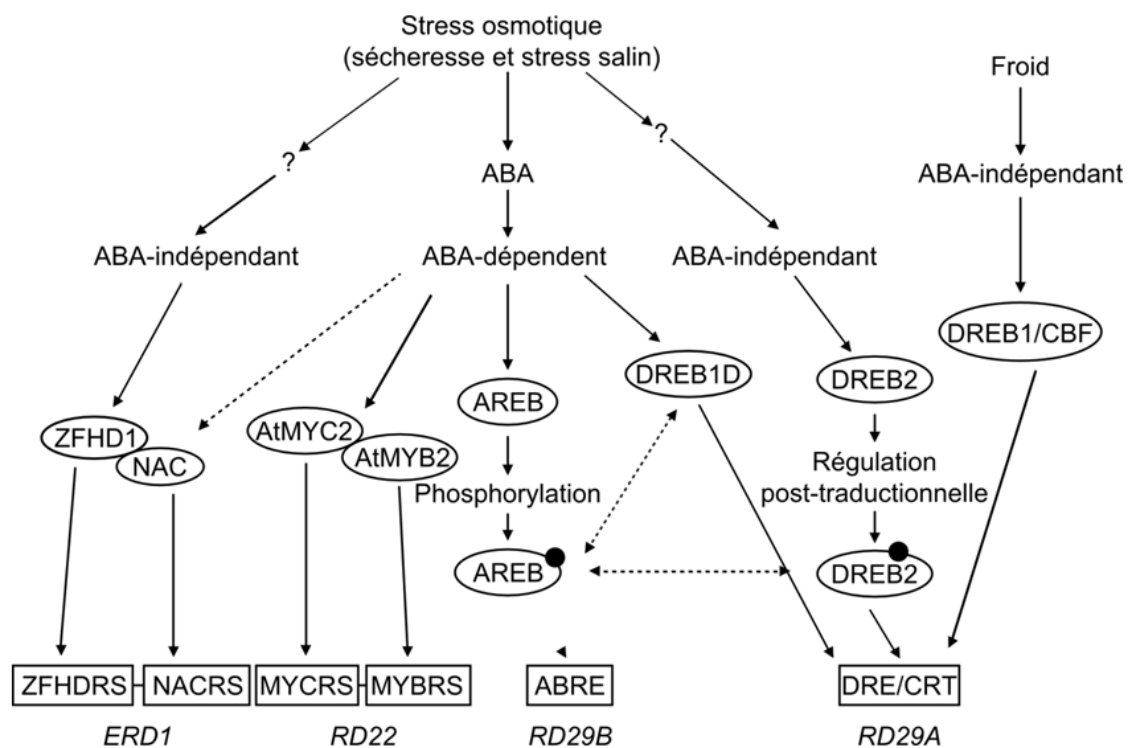 Stress osmotique
(sécheresse et stress salin)
Froid
?
?
ABA
ABA-indépendant
ABA-indépendant
ABA-dépendent
ABA-indépendant
DREB1/CBF
DREB1D
DREB2
AREB
ZFHD1
AtMYC2
NAC
AtMYB2
Régulation
post-traductionnelle
Phosphorylation
AREB
DREB2
ZFHDRS
NACRS
MYCRS
MYBRS
ABRE
DRE/CRT
ERD1
RD22
RD29B
RD29A